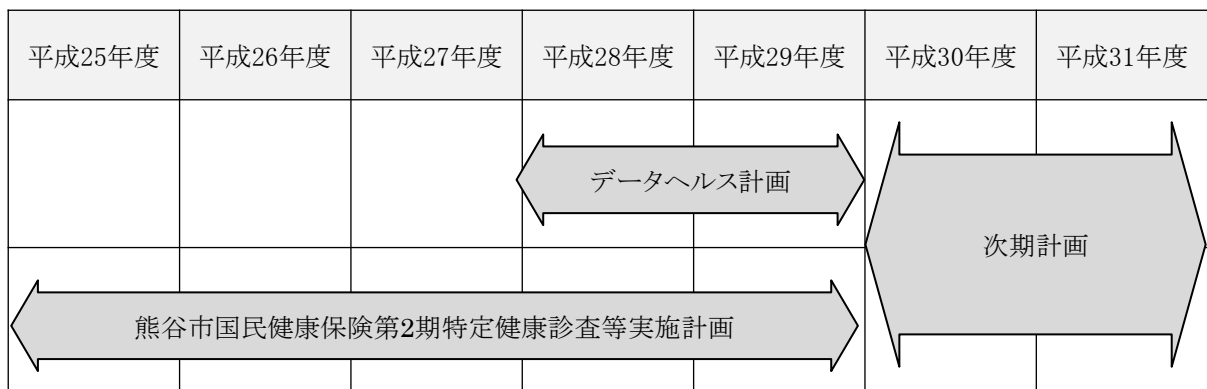 平成25年度 平成26年度 平成27年度 平成28年度 平成29年度 平成30年度 平成31年度
データヘルス計画
次期計画
熊谷市国民健康保険第2期特定健康診査等実施計画